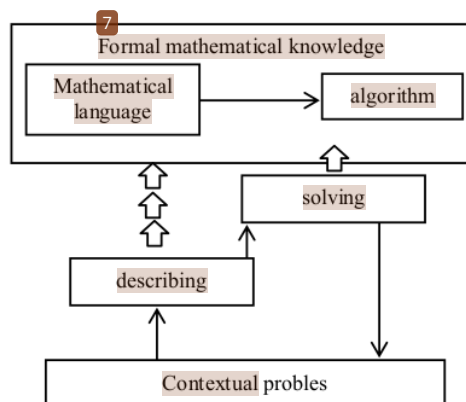 7
Formal mathematical knowledge
Mathematical
language
algorithm
solving
describing
Contextual probles